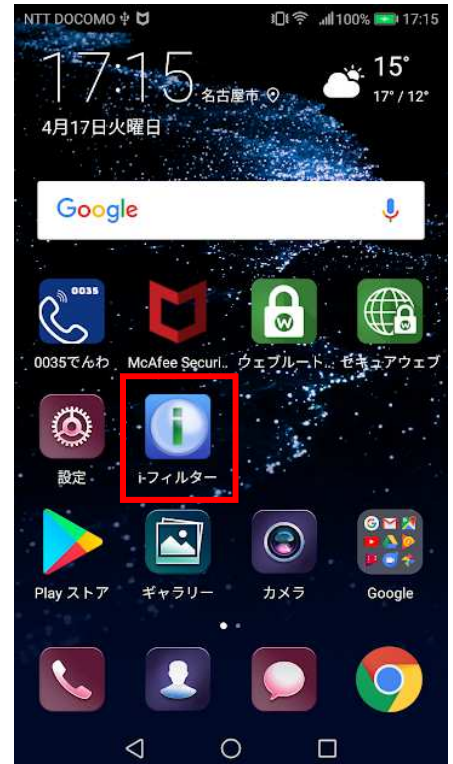 NTT DOCOMO 100% 17:15
17:15 名古屋市 15°
17° / 12°
4月17日火曜日
Google
0035
0035でんわ McAfee Securi.. ウェブルート.. セキュアウェブ
設定 i-フィルター
Play ストア ギャラリー カメラ Google